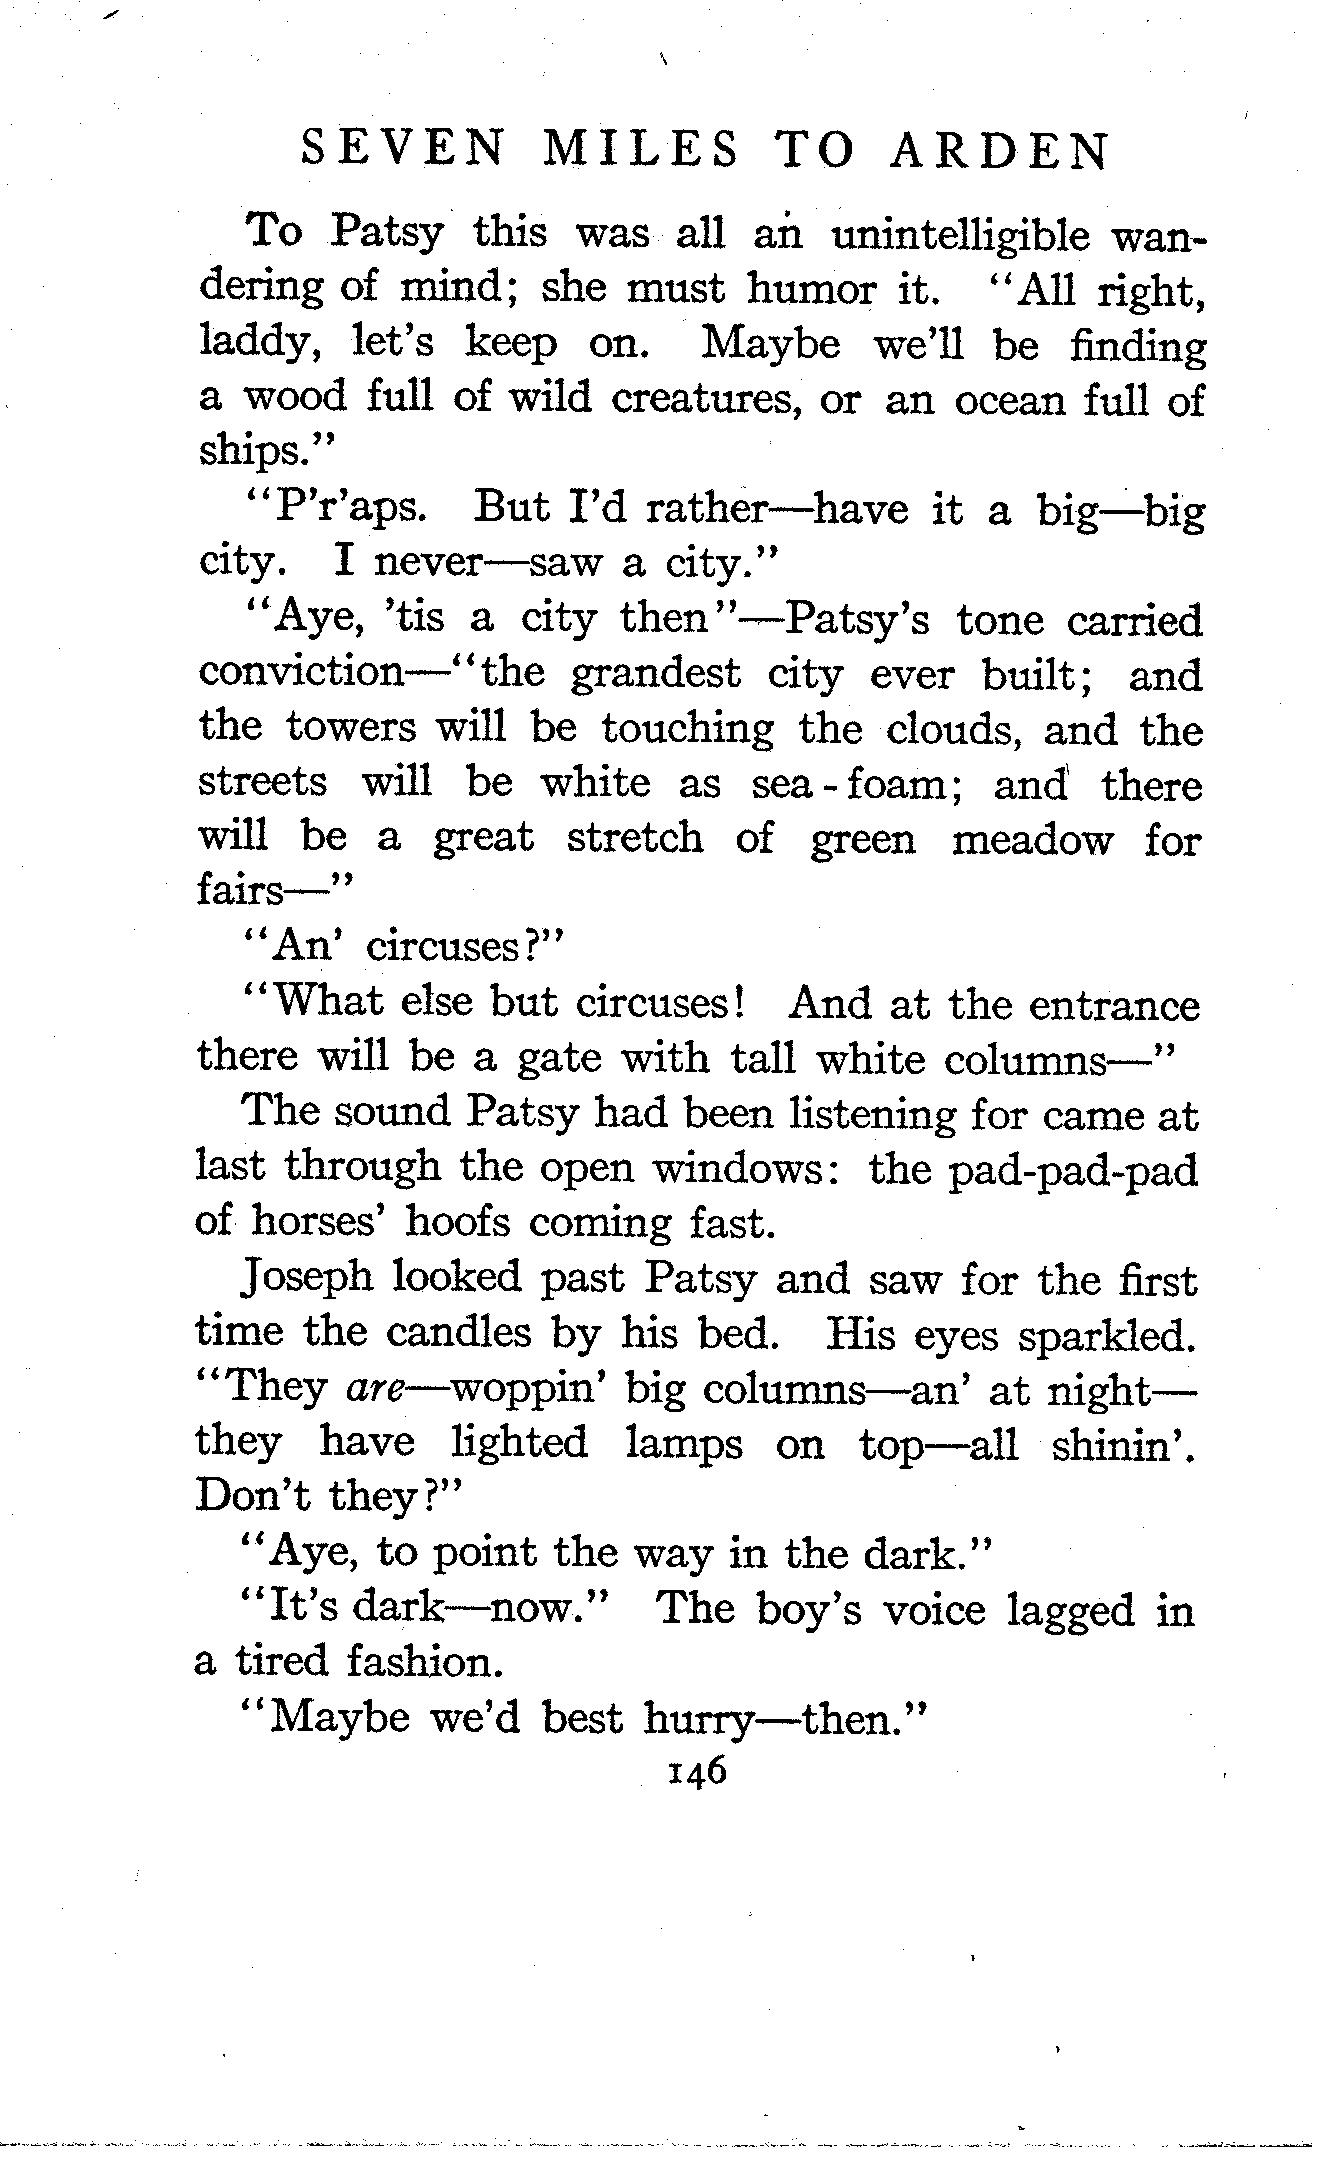 SEVEN MILES TO ARDEN
To Patsy this was all an unintelligible wan-
dering of mind; she must humor it. "All right,
laddy, let's keep on. Maybe we'll be finding
a wood full of wild creatures, or an ocean full of
ships."
"P'r'aps. But I'd rather—have it a big—big
city. I never—saw a city."
"Aye, 'tis a city then"—Patsy's tone carried
conviction—"the grandest city ever built; and
the towers will be touching the clouds, and the
streets will be white as sea-foam; and there
will be a great stretch of green meadow for
fairs—"
"An' circuses?"
"What else but circuses! And at the entrance
there will be a gate with tall white columns—"
The sound Patsy had been listening for came at
last through the open windows: the pad-pad-pad
of horses' hoofs coming fast.
Joseph looked past Patsy and saw for the first
time the candles by his bed. His eyes sparkled.
"They are—woppin' big columns—an' at night—
they have lighted lamps on top—all shinin'.
Don't they?"
"Aye, to point the way in the dark."
"It's dark—now." The boy's voice lagged in
a tired fashion.
"Maybe we'd best hurry—then."
146